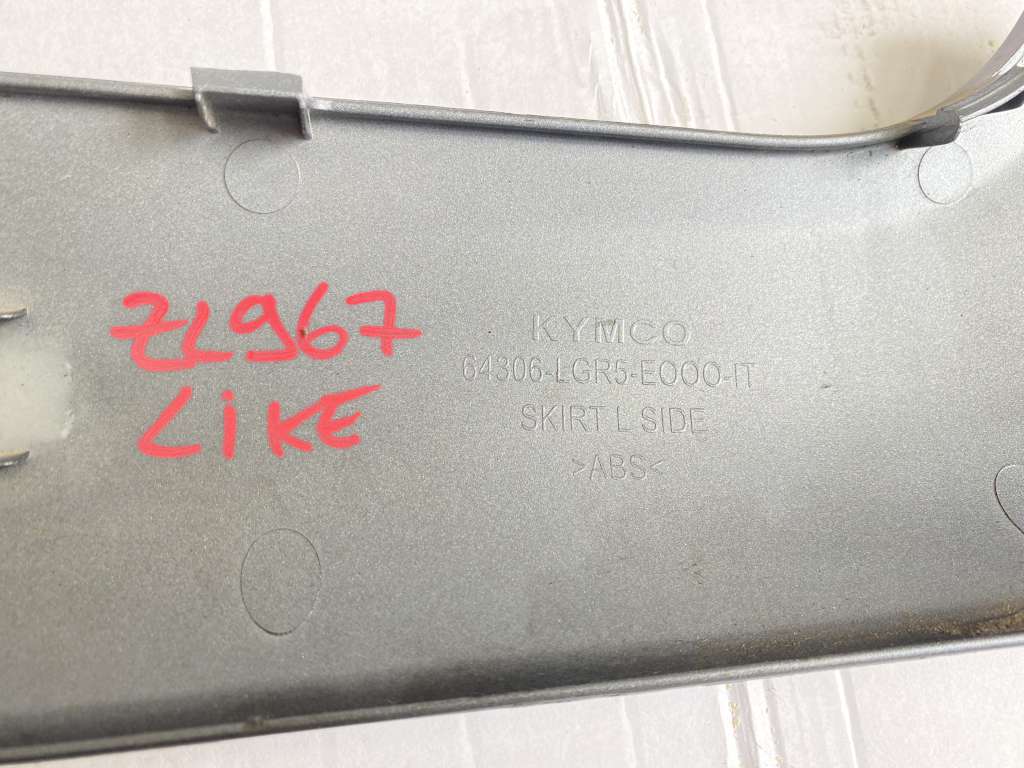 ZL967
LiKE
KYMCO
64306-LGR5-E000-IT
SKIRT L SIDE
>ABS<